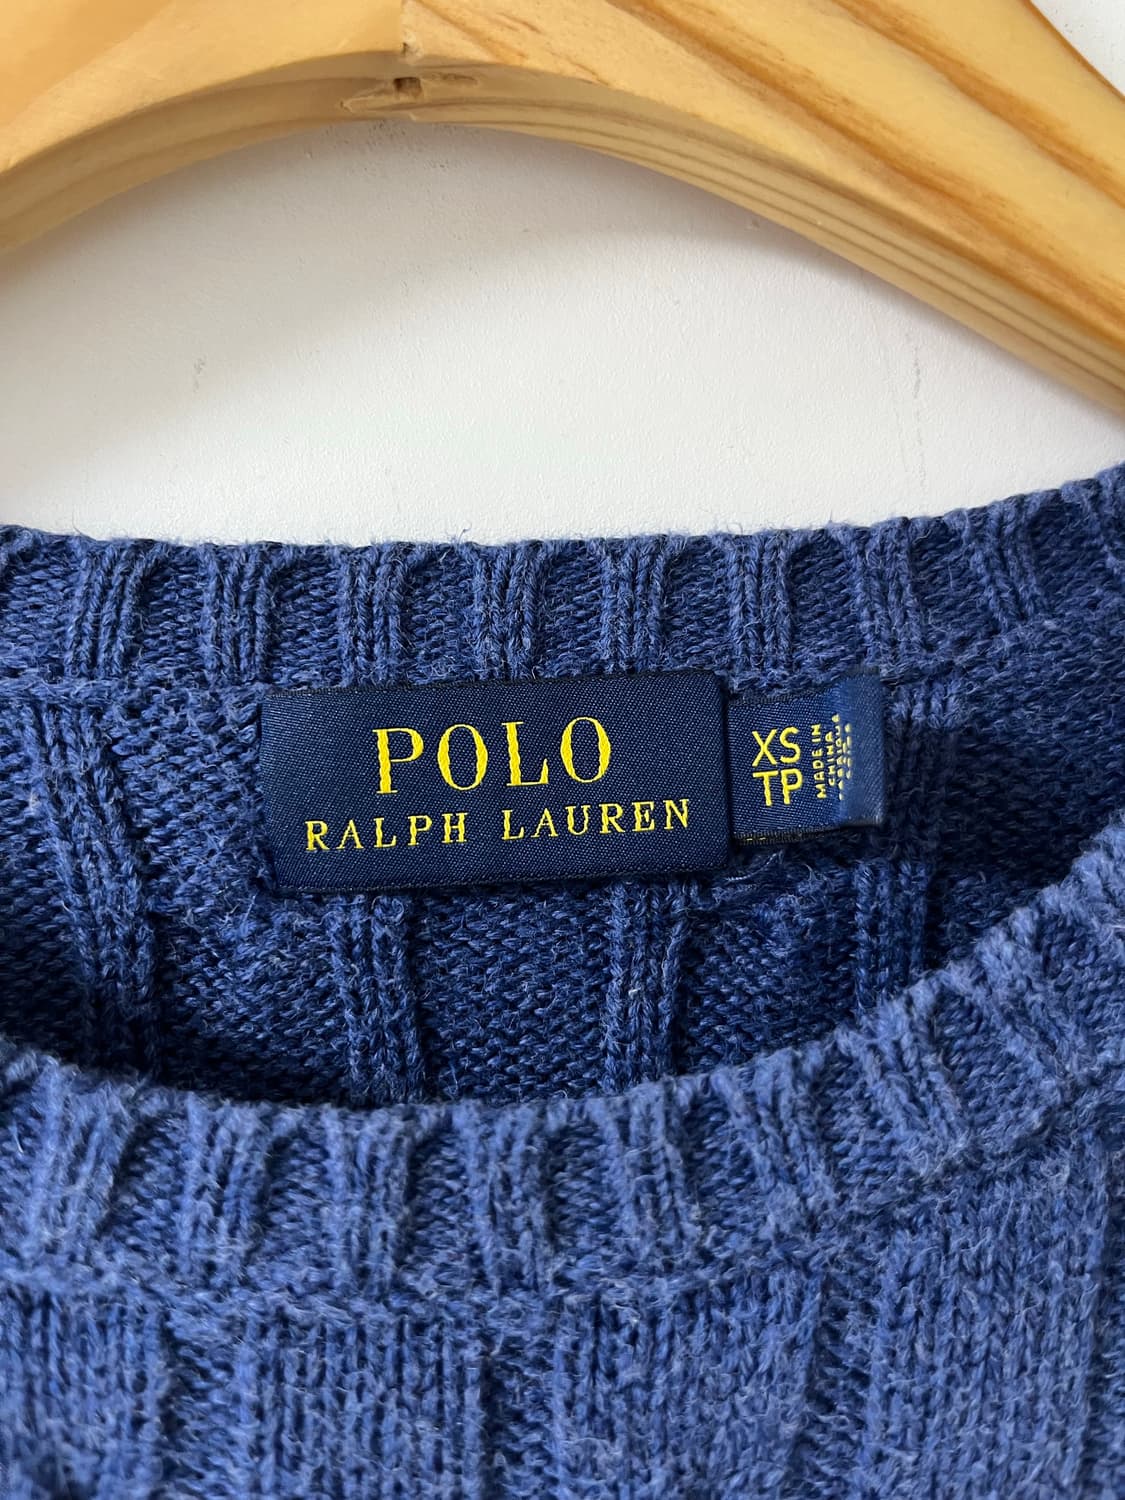 POLO
RALPH LAUREN
XS
TP
MADE IN
CHINA